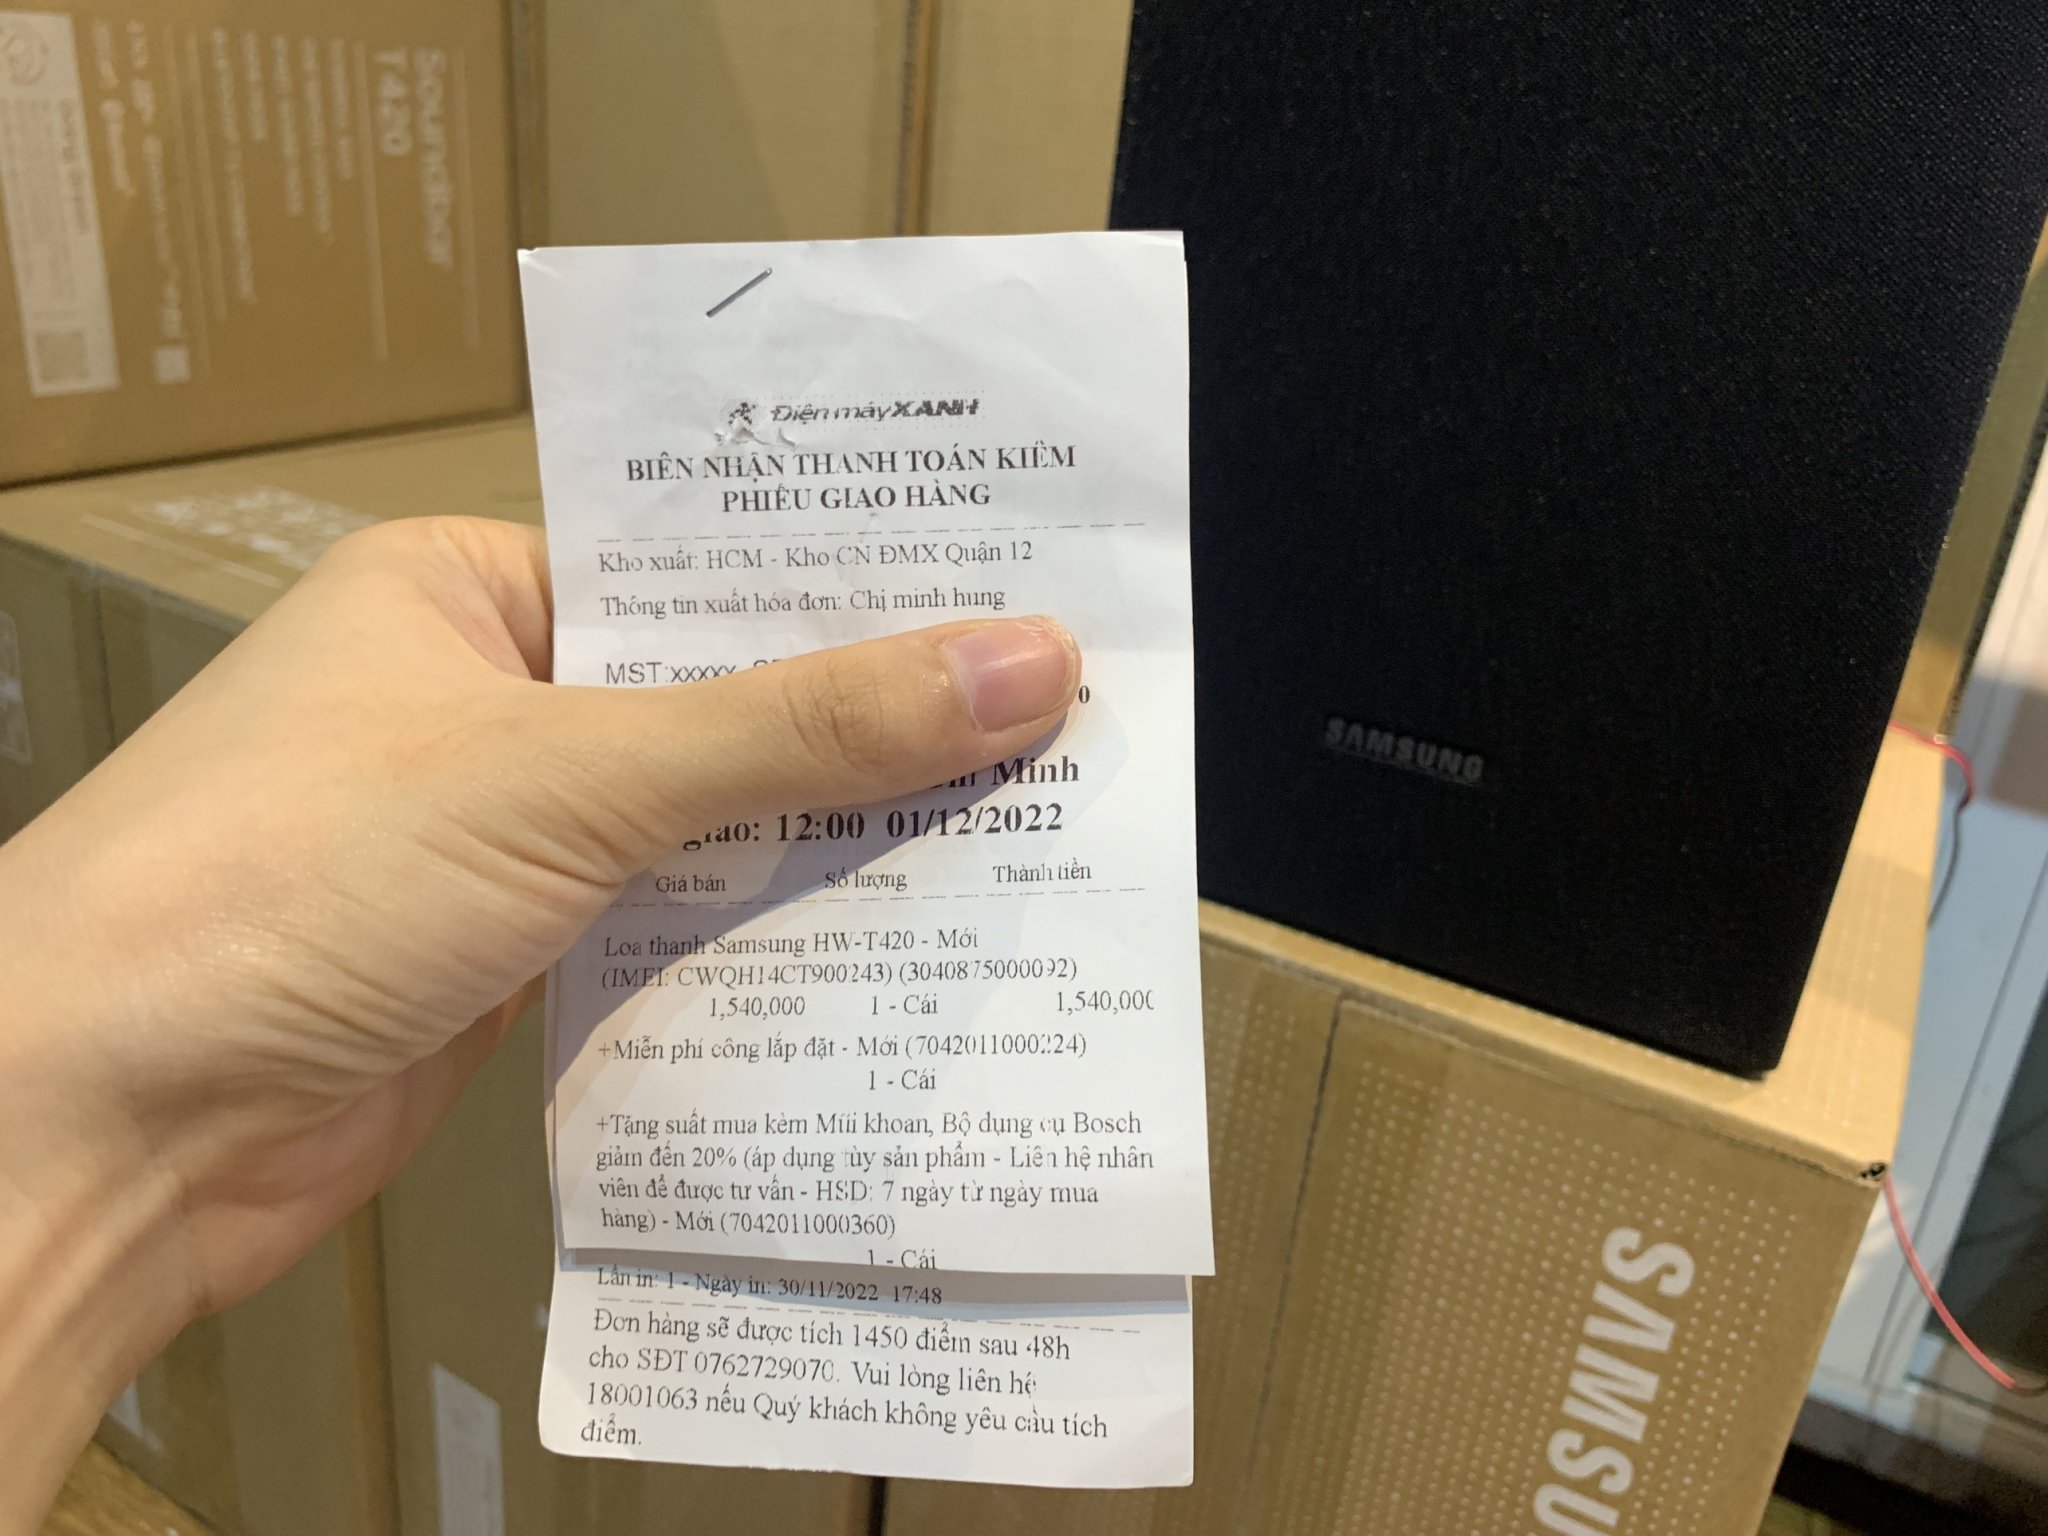 Soundbar
T420
Điện máy XANH
BIÊN NHẬN THANH TOÁN KIÊM
PHIẾU GIAO HÀNG
Kho xuất: HCM - Kho CN ĐMX Quận 12
Thông tin xuất hóa đơn: Chị minh hung
MST:xxxxx
0
Minh
giao: 12:00 01/12/2022
Giá bán Số lượng Thành tiền
Loa thanh Samsung HW-T420 - Mới
(IMEI: CWQH14CT900243) (3040875000092)
1,540,000 1 - Cái 1,540,000
+Miễn phí công lắp đặt - Mới (7042011000224)
1 - Cái
+Tặng suất mua kèm Mũi khoan, Bộ dụng cụ Bosch
giảm đến 20% (áp dụng tùy sản phẩm - Liên hệ nhân
viên để được tư vấn - HSD: 7 ngày từ ngày mua
hàng) - Mới (7042011000360)
1 - Cái
Lần in: 1 - Ngày in: 30/11/2022 17:48
Đơn hàng sẽ được tích 1450 điểm sau 48h
cho SĐT 0762729070. Vui lòng liên hệ
18001063 nếu Quý khách không yêu cầu tích
điểm.
SAMSUNG
SAMSU